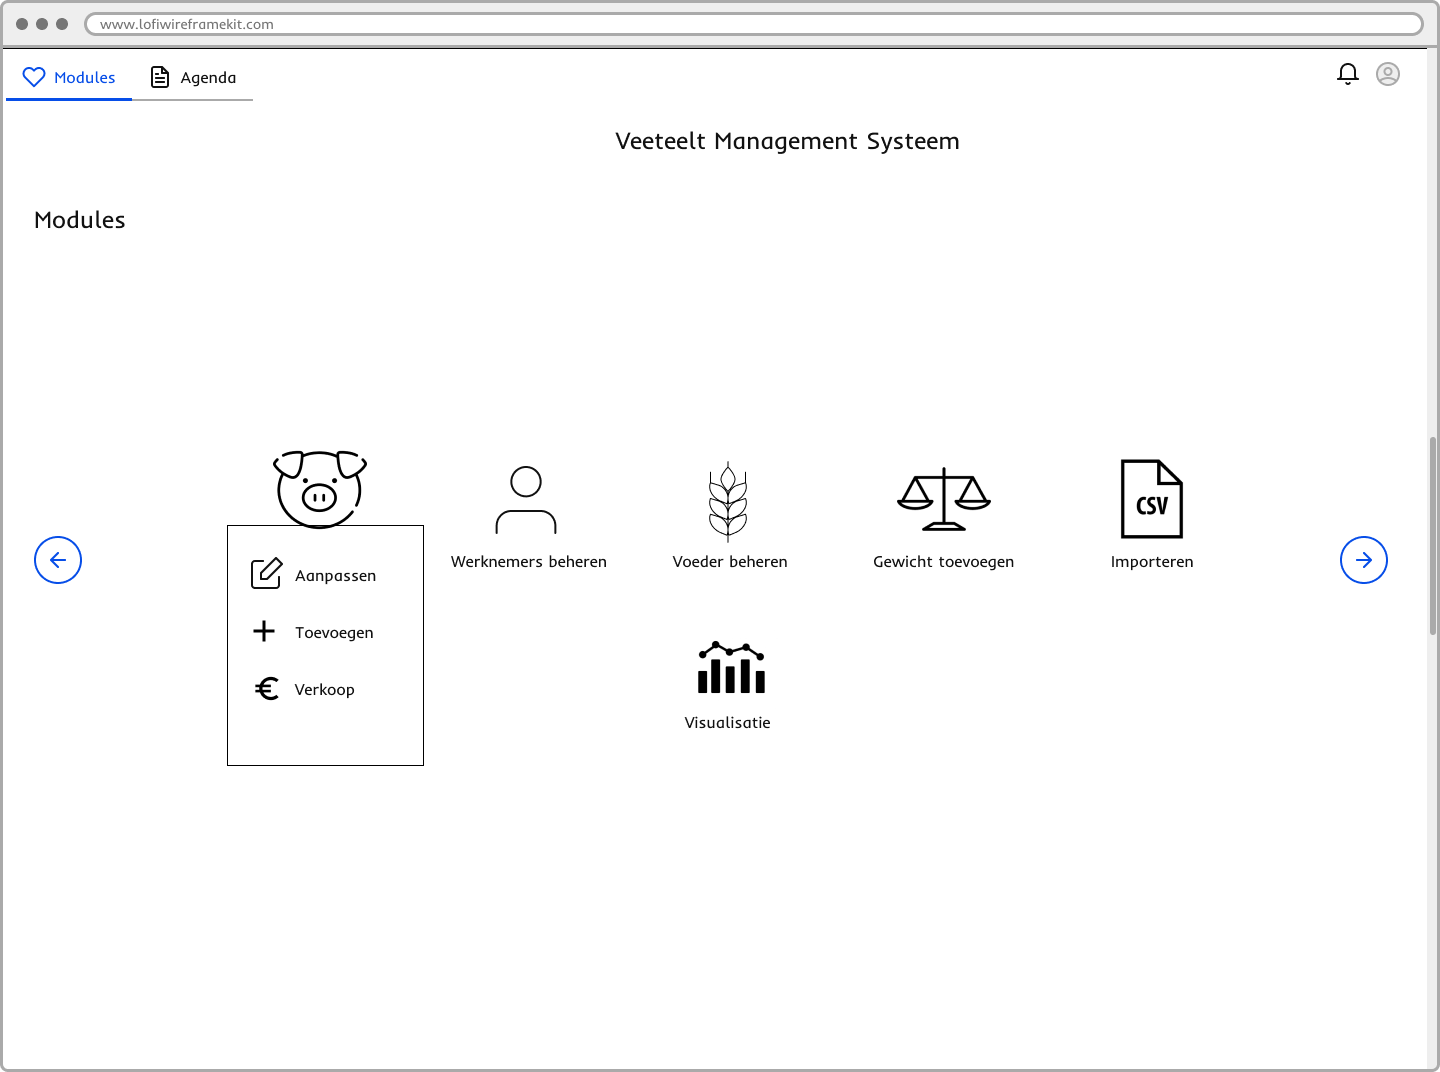 www.lofiwireframekit.com
Modules
Agenda
Veeteelt Management Systeem
Modules
Werknemers beheren
Voeder beheren
Gewicht toevoegen
CSV
Importeren
Aanpassen
Toevoegen
Verkoop
Visualisatie